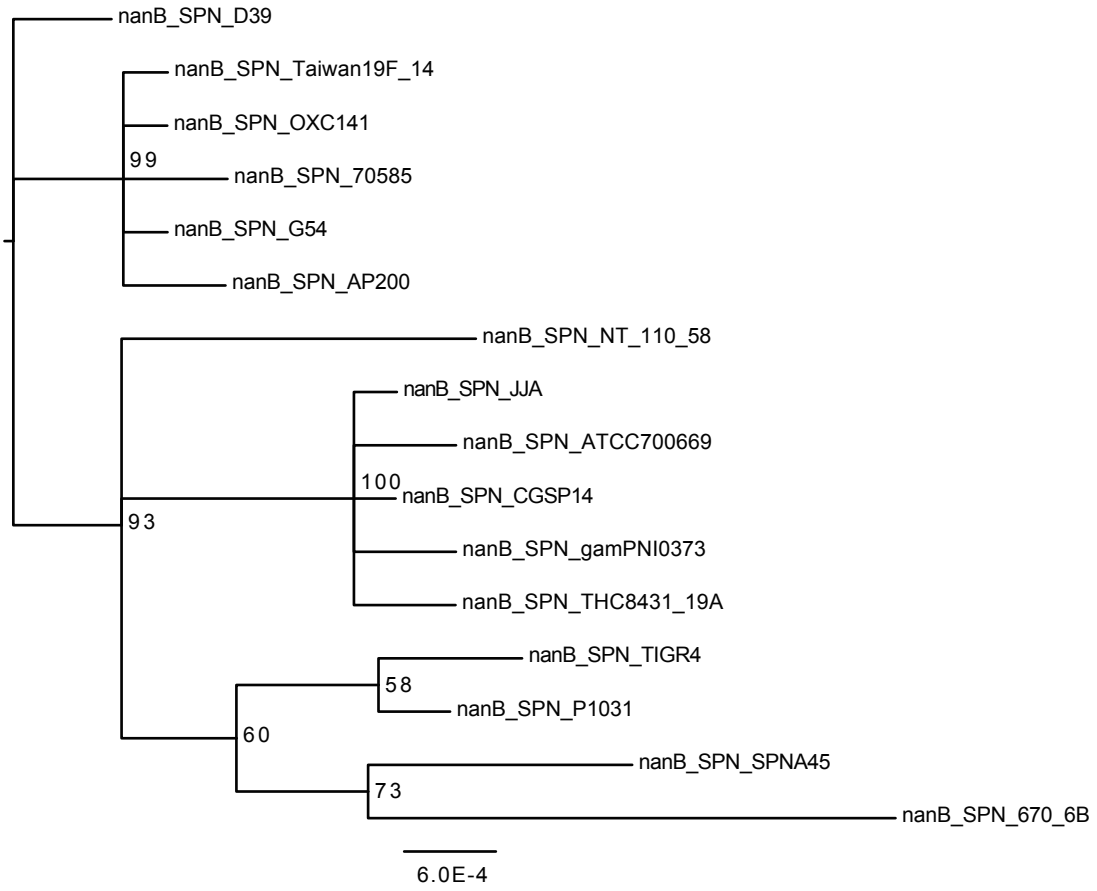 nanB_SPN_D39
nanB_SPN_Taiwan19F_14
nanB_SPN_OXC141
99
nanB_SPN_70585
nanB_SPN_G54
nanB_SPN_AP200
nanB_SPN_NT_110_58
nanB_SPN_JJA
nanB_SPN_ATCC700669
100
nanB_SPN_CGSP14
93
nanB_SPN_gamPNI0373
nanB_SPN_THC8431_19A
nanB_SPN_TIGR4
58
nanB_SPN_P1031
60
nanB_SPN_SPNA45
73
nanB_SPN_670_6B
6.0E-4